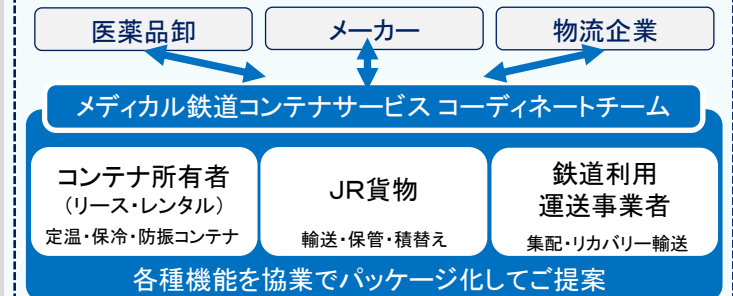 医薬品卸
メーカー
物流企業
メディカル鉄道コンテナサービス コーディネートチーム
コンテナ所有者
（リース・レンタル）
定温・保冷・防振コンテナ
JR貨物
輸送・保管・積替え
鉄道利用
運送事業者
集配・リカバリー輸送
各種機能を協業でパッケージ化してご提案